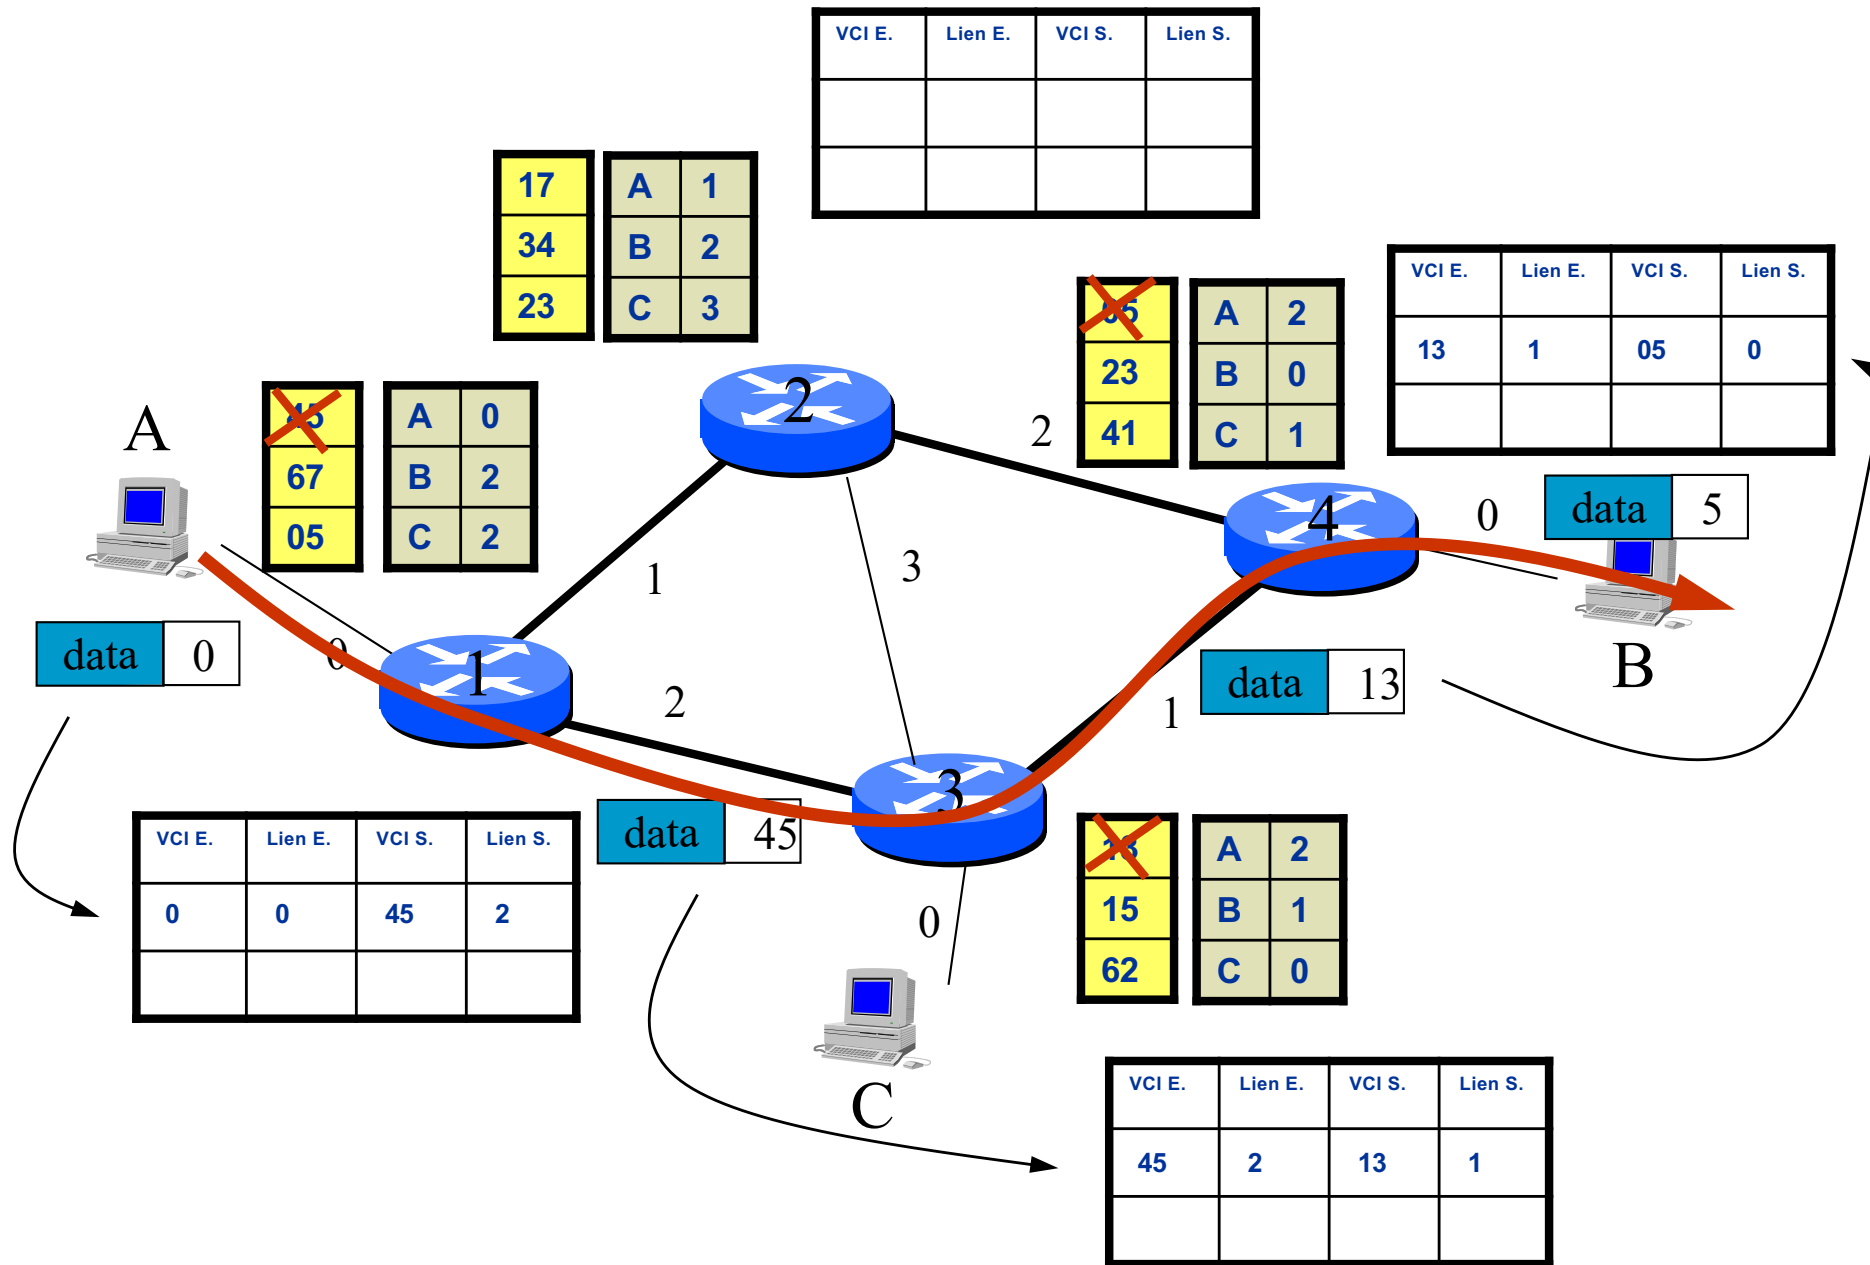 VCI E. Lien E. VCI S. Lien S.
17 A 1
34 B 2
23 C 3
VCI E. Lien E. VCI S. Lien S.
13 1 05 0
05 A 2
23 B 0
41 C 1
A
45 A 0
67 B 2
05 C 2
2
2
4
0
data 5
1
3
B
data 0
0
1
2
data 13
1
3
data 45
VCI E. Lien E. VCI S. Lien S.
0 0 45 2
13 A 2
15 B 1
62 C 0
0
C
VCI E. Lien E. VCI S. Lien S.
45 2 13 1